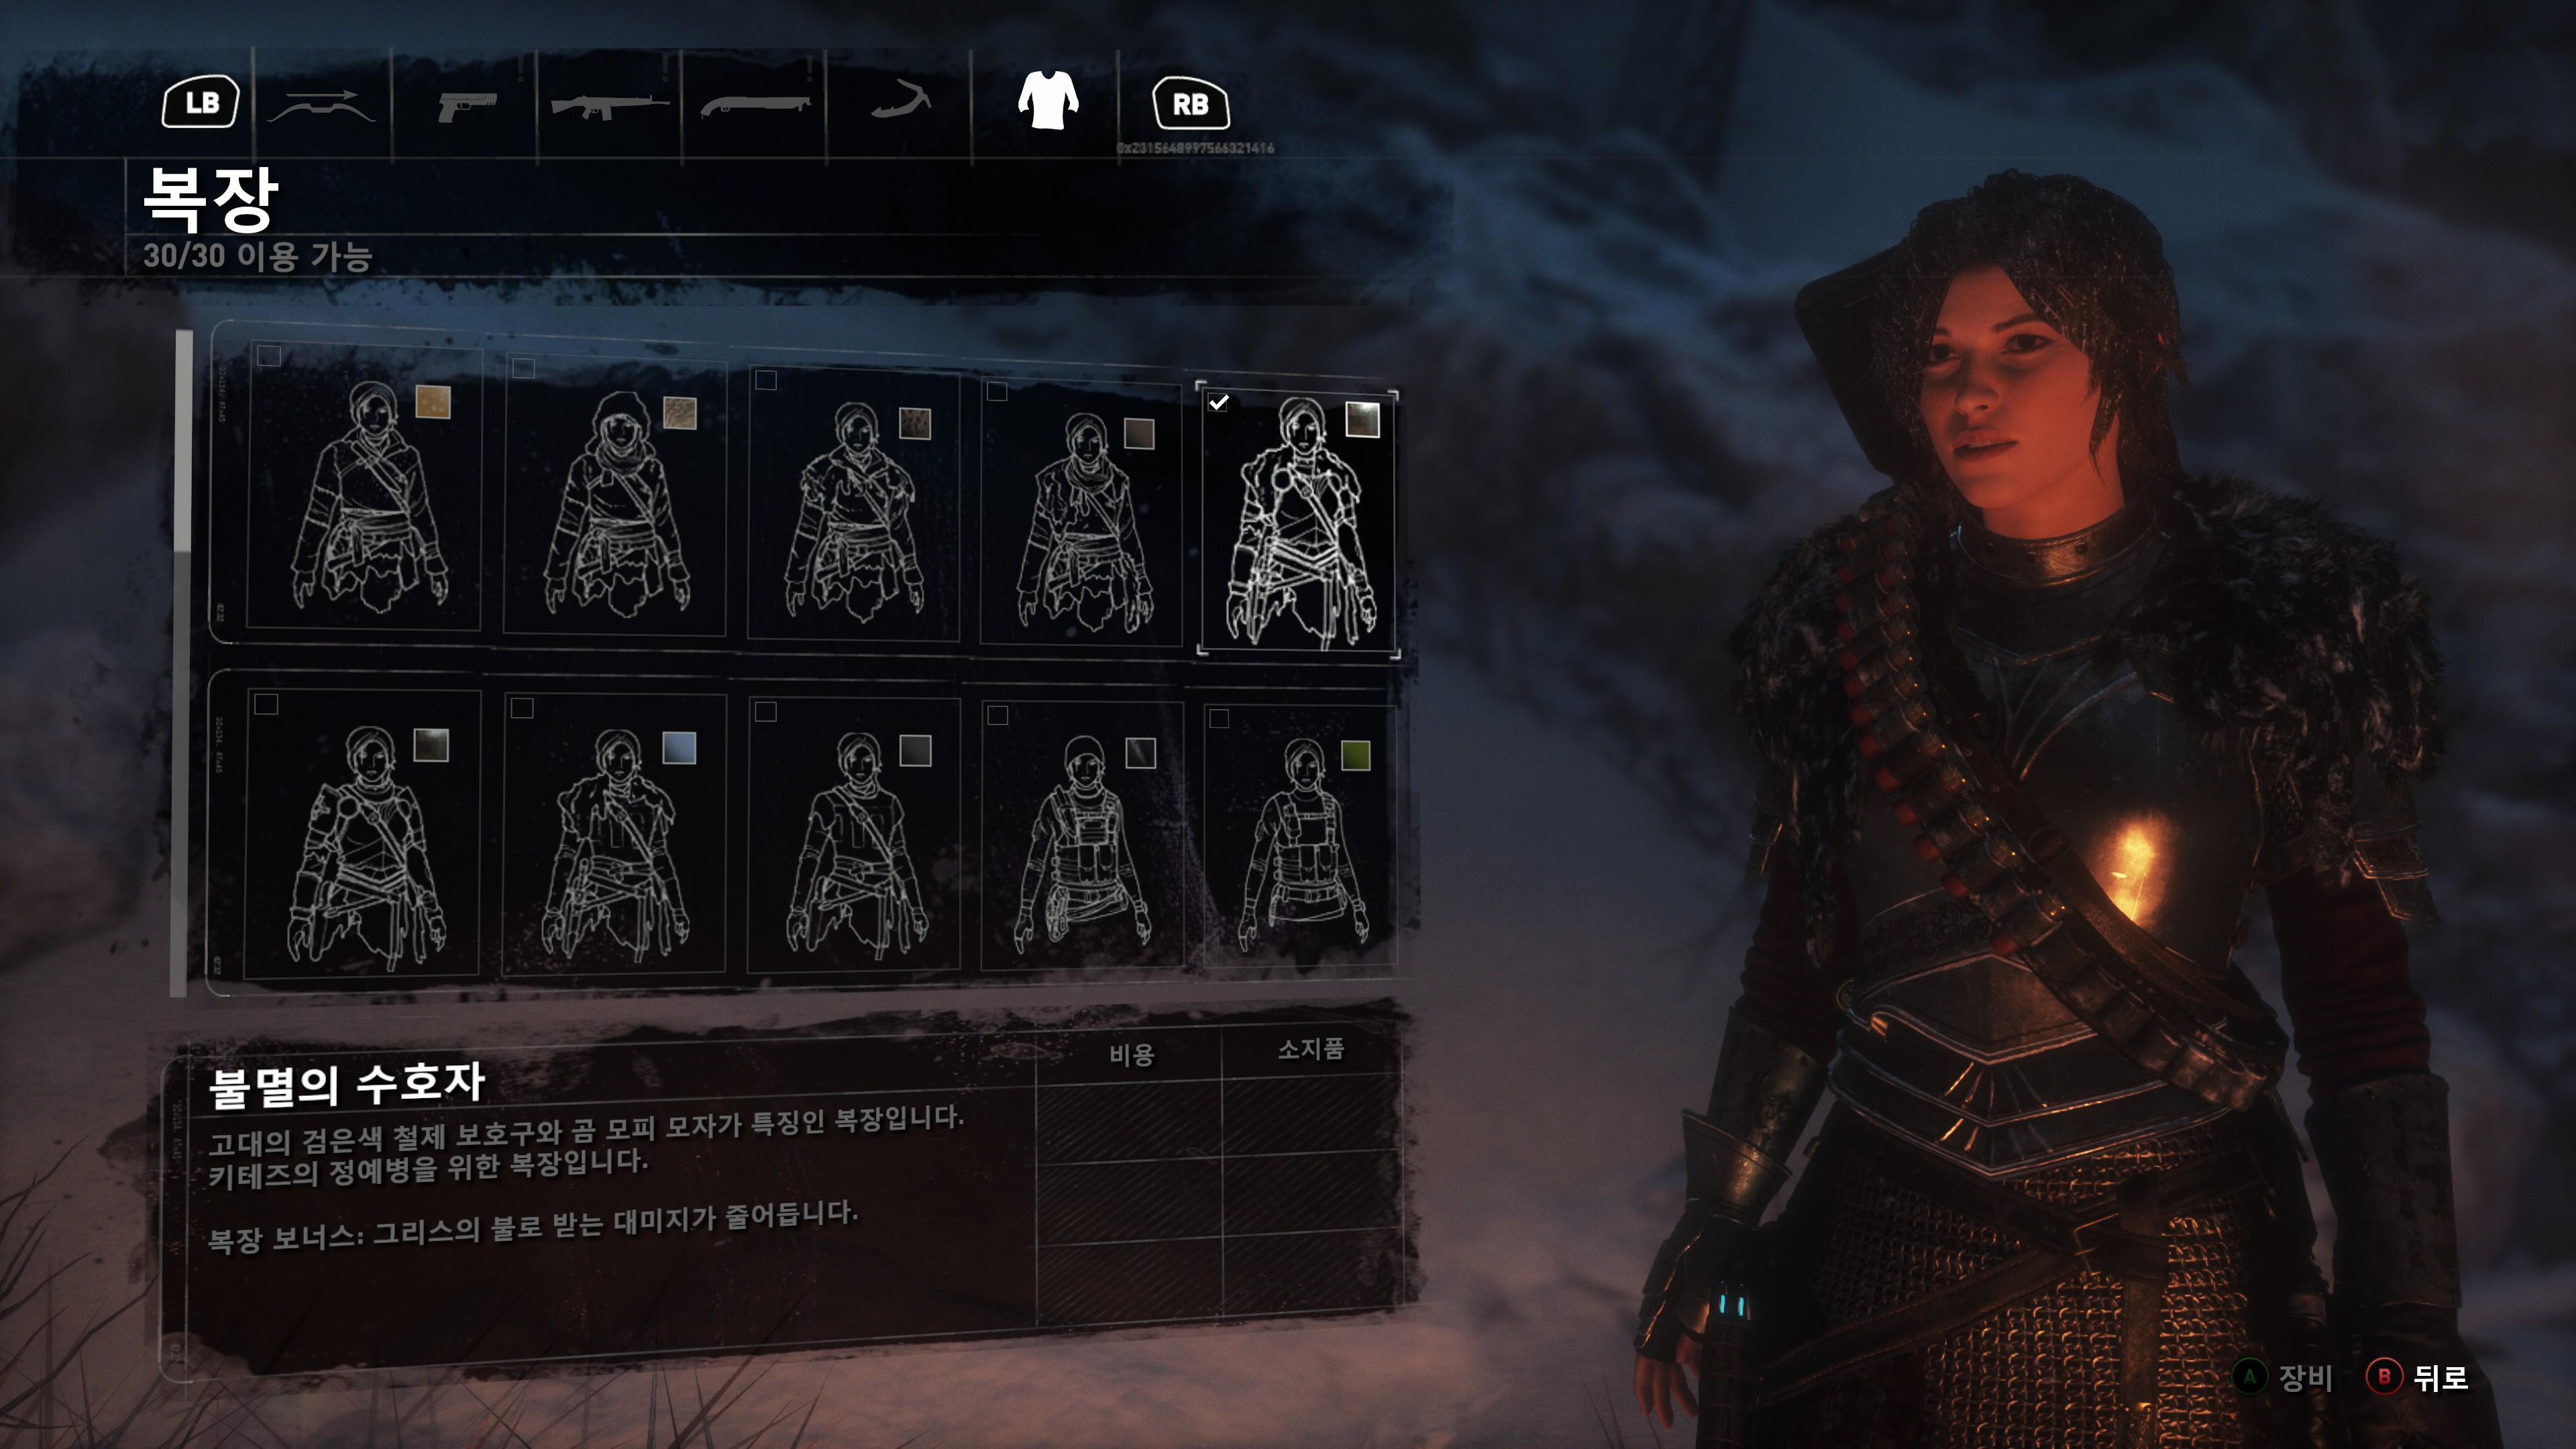 LB
RB
0x2315648997566321416
복장
30/30 이용 가능
불멸의 수호자
비용
소지품
고대의 검은색 철제 보호구와 곰 모피 모자가 특징인 복장입니다.
키테즈의 정예병을 위한 복장입니다.
복장 보너스: 그리스의 불로 받는 대미지가 줄어듭니다.
A 장비
B 뒤로